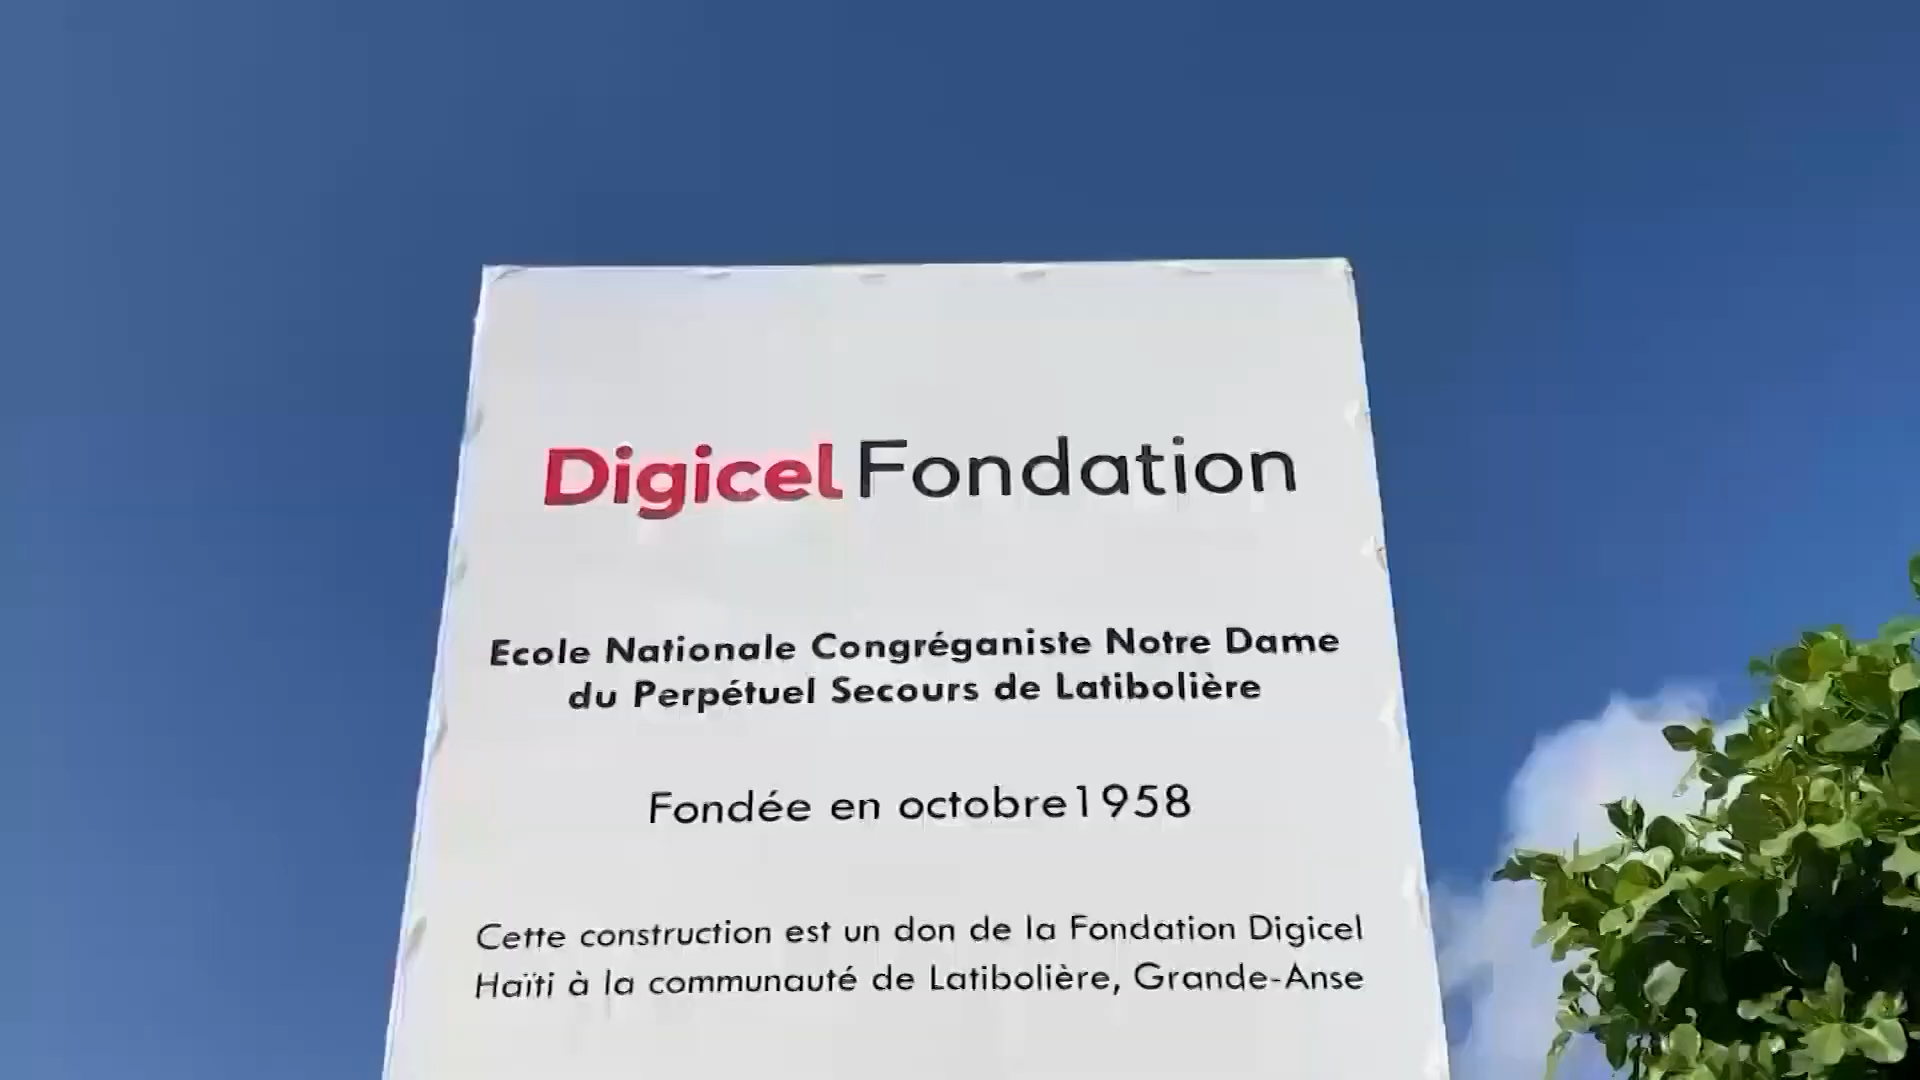 Digicel Fondation
Ecole Nationale Congréganiste Notre Dame
du Perpétuel Secours de Latibolière
Fondée en octobre1958
Cette construction est un don de la Fondation Digicel
Haïti à la communauté de Latibolière, Grande-Anse